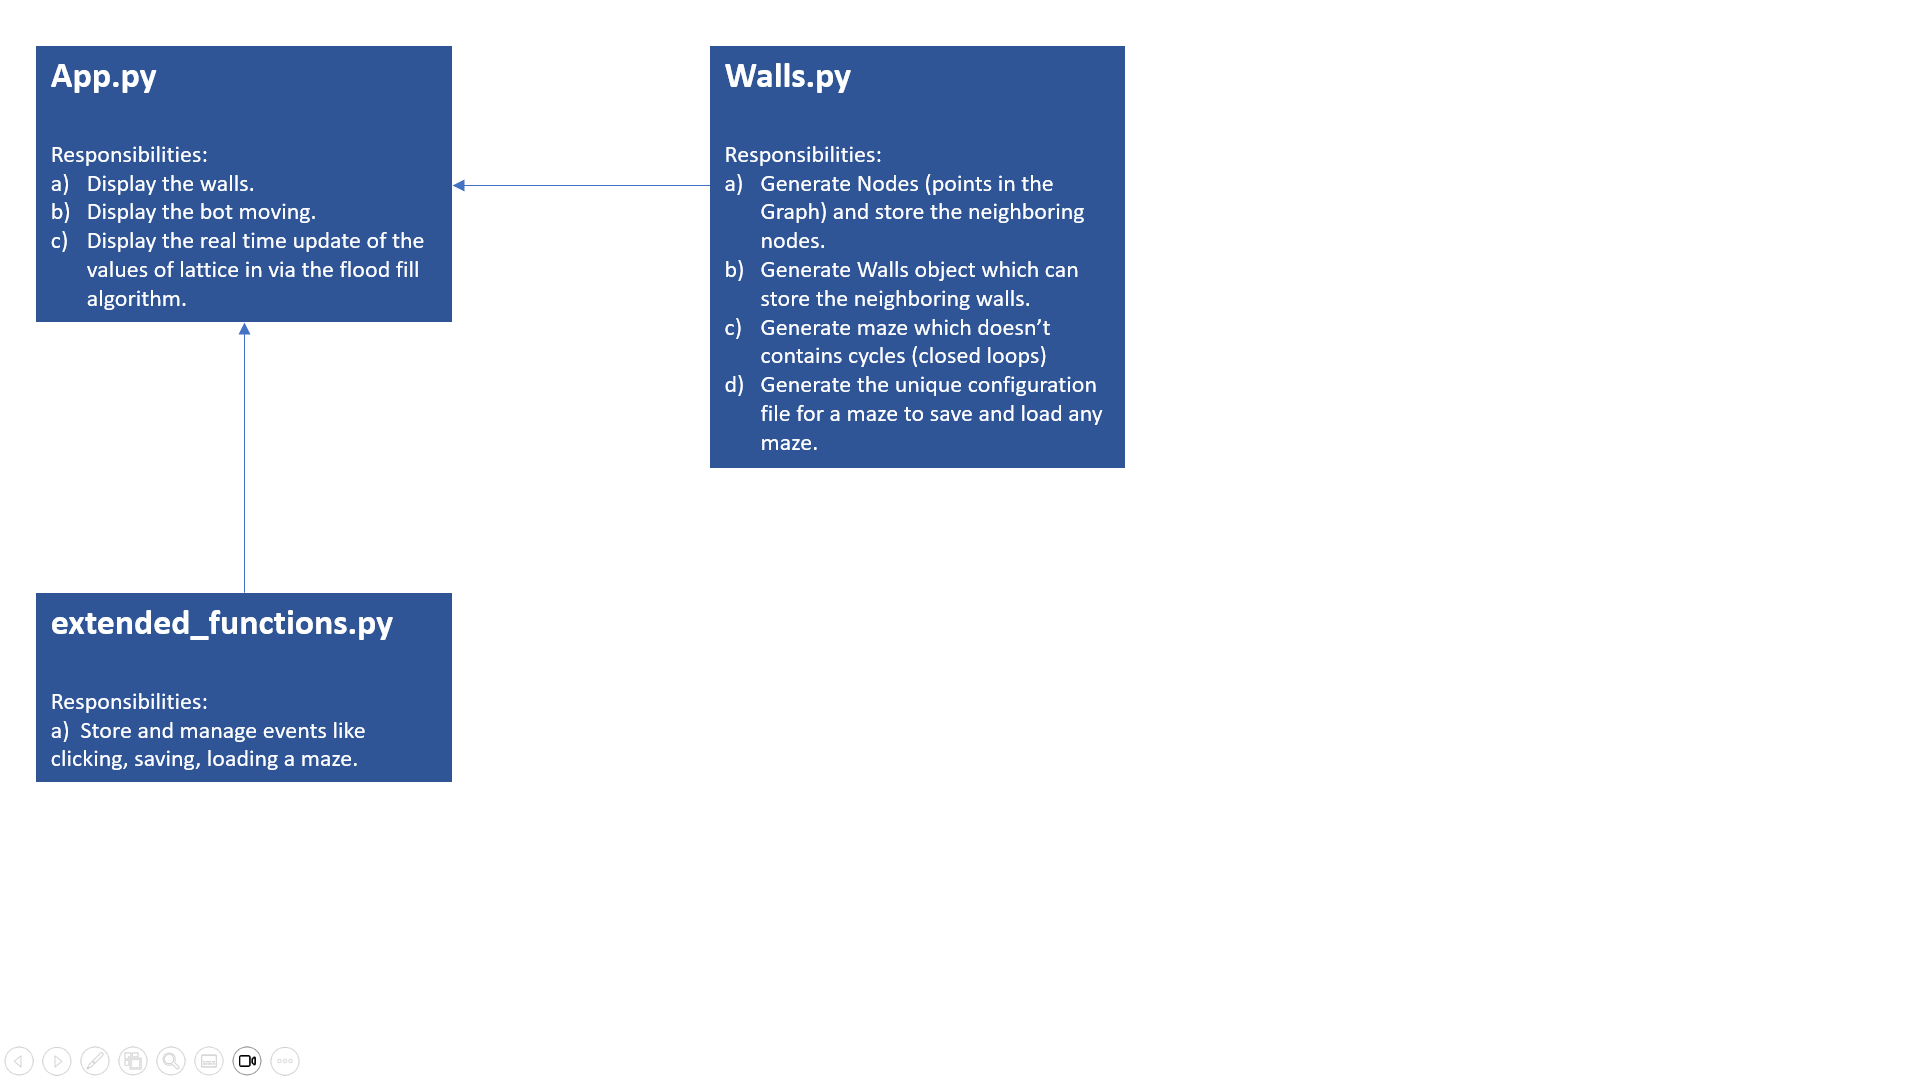 App.py
Responsibilities:
a) Display the walls.
b) Display the bot moving.
c) Display the real time update of the
values of lattice in via the flood fill
algorithm.
Walls.py
Responsibilities:
a) Generate Nodes (points in the
Graph) and store the neighboring
nodes.
b) Generate Walls object which can
store the neighboring walls.
c) Generate maze which doesn’t
contains cycles (closed loops)
d) Generate the unique configuration
file for a maze to save and load any
maze.
extended_functions.py
Responsibilities:
a) Store and manage events like
clicking, saving, loading a maze.